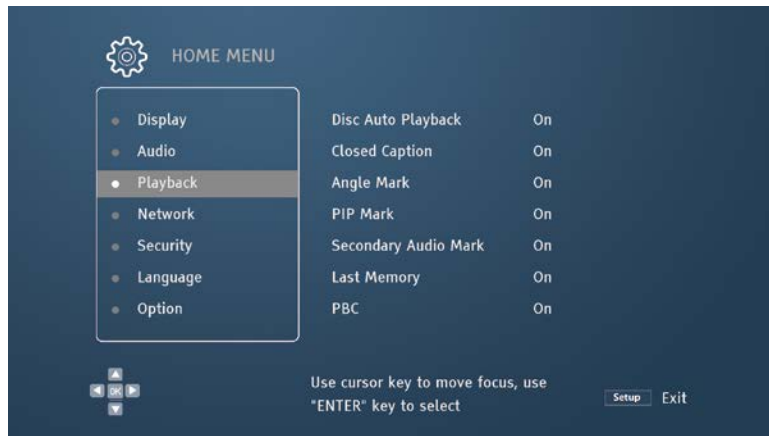 HOME MENU
Display
Audio
Playback
Network
Security
Language
Option
Disc Auto Playback On
Closed Caption On
Angle Mark On
PIP Mark On
Secondary Audio Mark On
Last Memory On
PBC On
OK
Use cursor key to move focus, use
"ENTER" key to select
Setup Exit